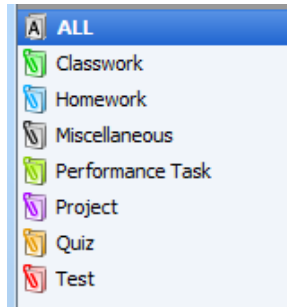 A ALL
Classwork
Homework
Miscellaneous
Performance Task
Project
Quiz
Test